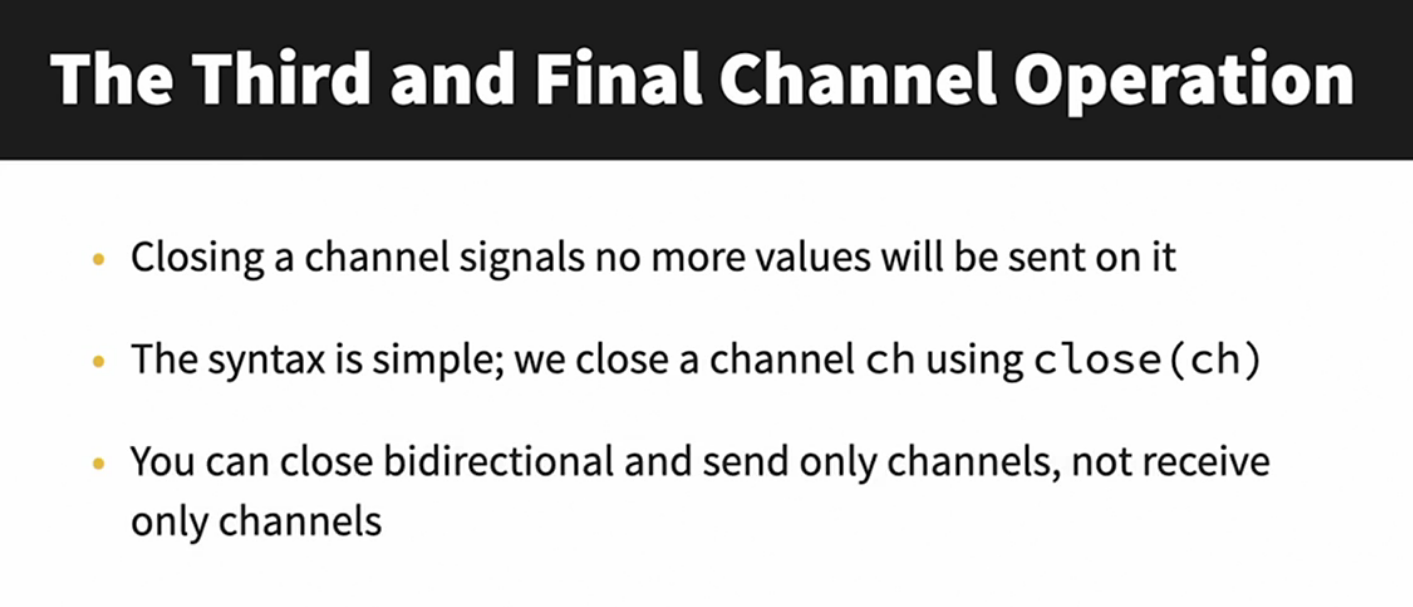 The Third and Final Channel Operation
• Closing a channel signals no more values will be sent on it
• The syntax is simple; we close a channel ch using close(ch)
• You can close bidirectional and send only channels, not receive
only channels